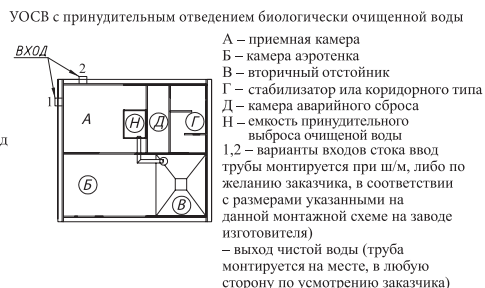 УОСВ с принудительным отведением биологически очищенной воды
ВХОД
2
1
А
Н
Д
Г
Б
В
д
А – приемная камера
Б – камера аэротенка
В – вторичный отстойник
Г – стабилизатор ила коридорного типа
Д – камера аварийного сброса
Н – емкость принудительного
выброса очищеной воды
1,2 – варианты входов стока ввод
трубы монтируется при ш/м, либо по
желанию заказчика, в соответствии
с размерами указанными на
данной монтажной схеме на заводе
изготовителя)
– выход чистой воды (труба
монтируется на месте, в любую
сторону по усмотрению заказчика)